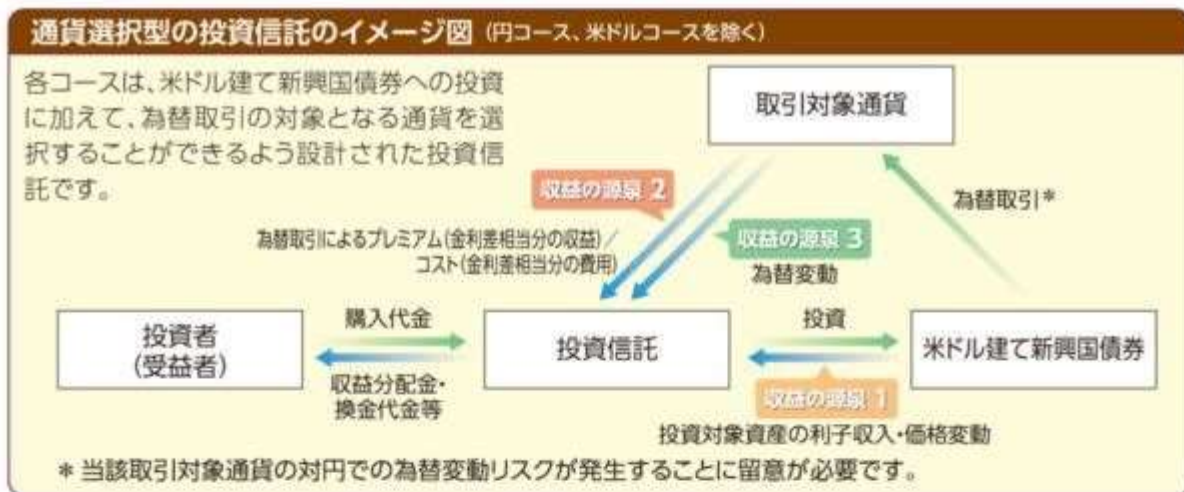 通貨選択型の投資信託のイメージ図（円コース、米ドルコースを除く）
各コースは、米ドル建て新興国債券への投資
に加えて、為替取引の対象となる通貨を選
択することができるよう設計された投資信
託です。
取引対象通貨
収益の源泉 2
為替取引*
為替取引によるプレミアム(金利差相当分の収益)／
コスト(金利差相当分の費用)
収益の源泉 3
為替変動
投資者
(受益者)
購入代金
収益分配金・
換金代金等
投資信託
投資
収益の源泉 1
投資対象資産の利子収入・価格変動
米ドル建て新興国債券
* 当該取引対象通貨の対円での為替変動リスクが発生することに留意が必要です。